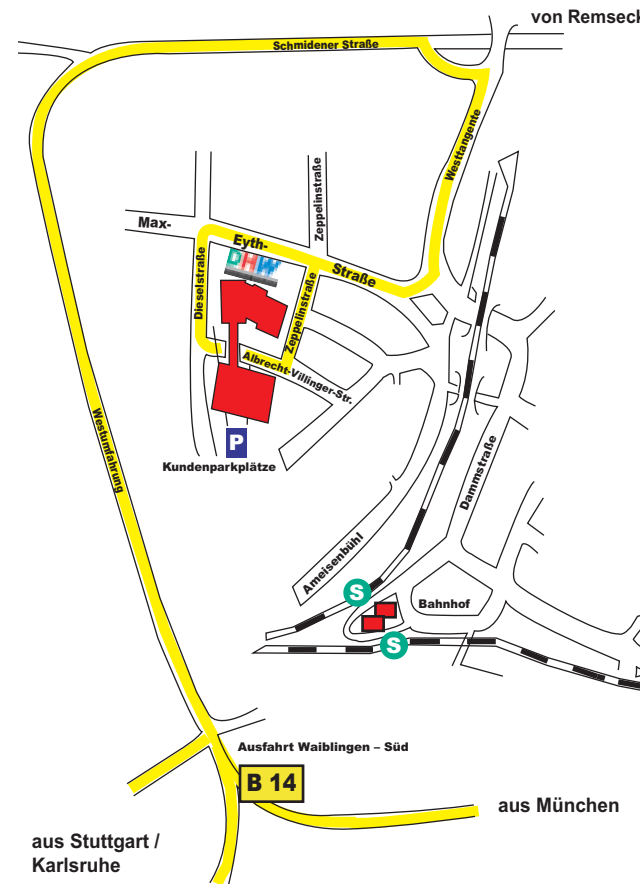 von Remseck
Schmidener Straße
Westtangente
Zeppelinstraße
Max-
Eyth-
Straße
DHW
Dieselstraße
Zeppelinstraße
Albrecht-Villinger-Str.
P
Kundenparkplätze
Westumfahrung
Dammstraße
Ameisenbühl
S
Bahnhof
S
Ausfahrt Waiblingen – Süd
B 14
aus München
aus Stuttgart /
Karlsruhe